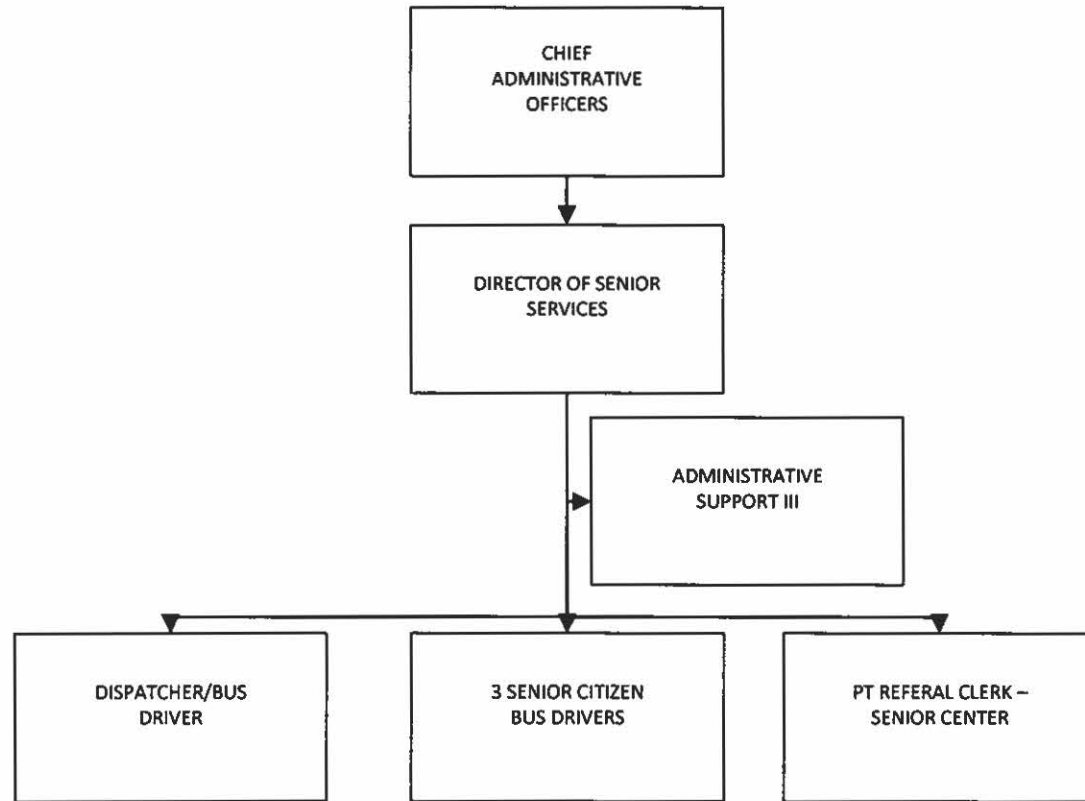 CHIEF
ADMINISTRATIVE
OFFICERS
DIRECTOR OF SENIOR
SERVICES
ADMINISTRATIVE
SUPPORT III
DISPATCHER/BUS
DRIVER
3 SENIOR CITIZEN
BUS DRIVERS
PT REFERAL CLERK –
SENIOR CENTER